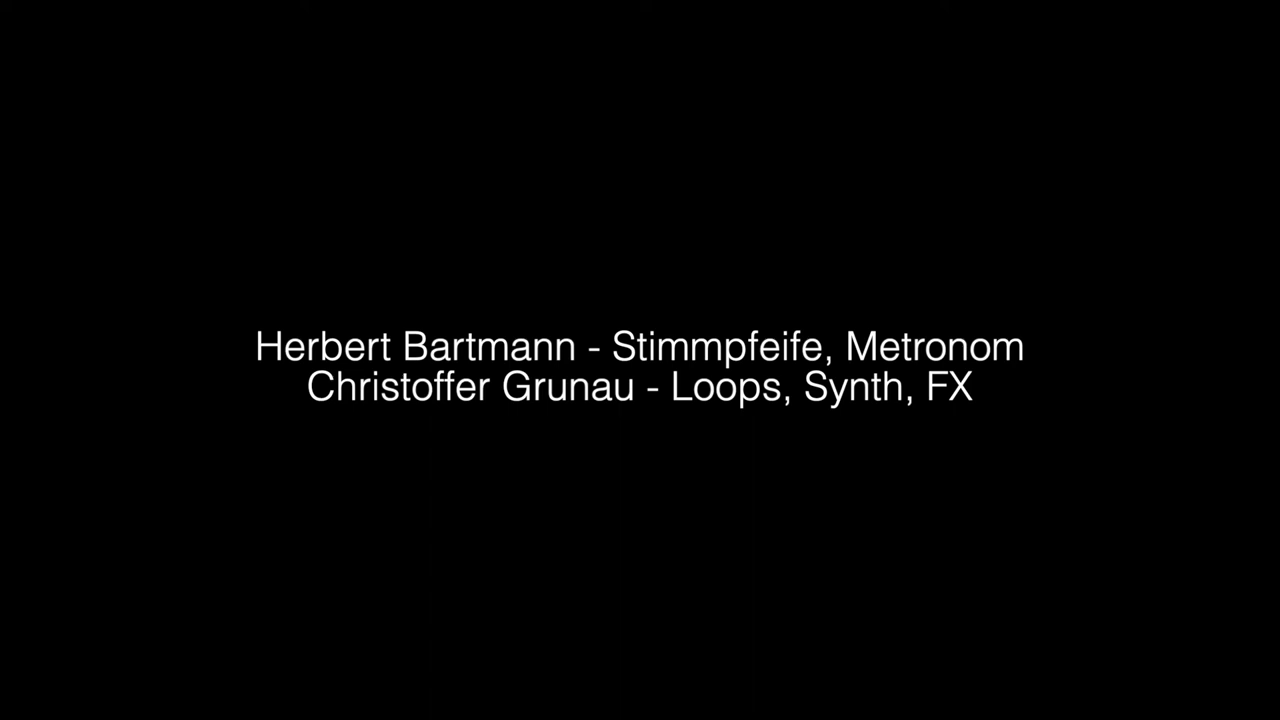 Herbert Bartmann - Stimmpfeife, Metronom
Christoffer Grunau - Loops, Synth, FX